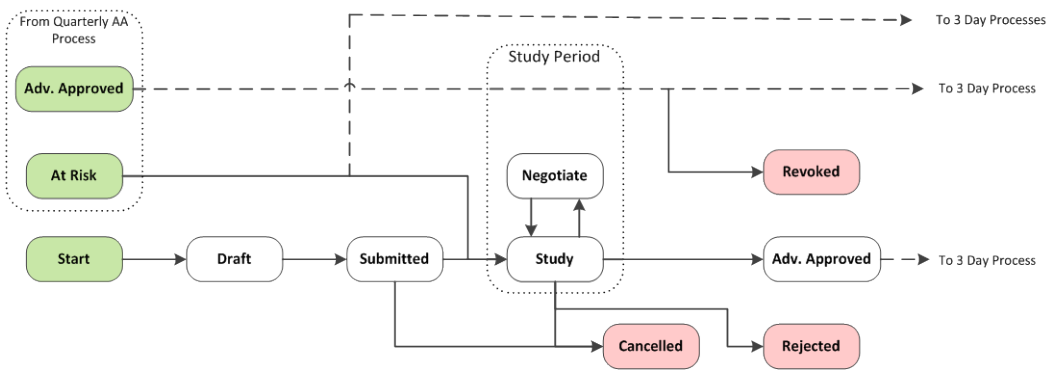 From Quarterly AA
Process
To 3 Day Processes
Study Period
Adv. Approved
To 3 Day Process
At Risk
Negotiate
Revoked
Start
Draft
Submitted
Study
Adv. Approved
To 3 Day Process
Cancelled
Rejected